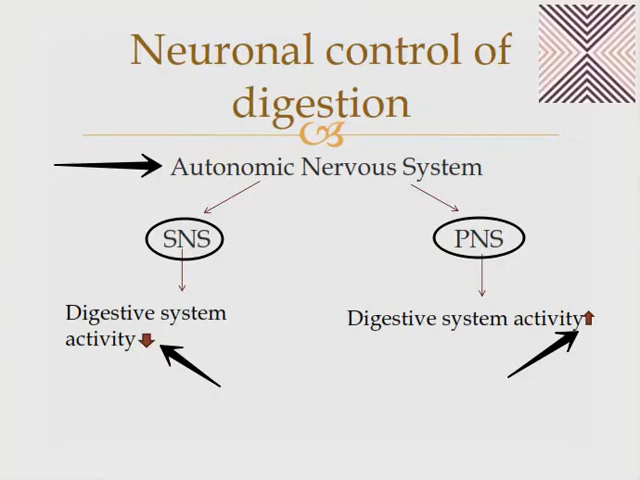 Neuronal control of
digestion
Autonomic Nervous System
SNS
PNS
Digestive system
activity
Digestive system activity